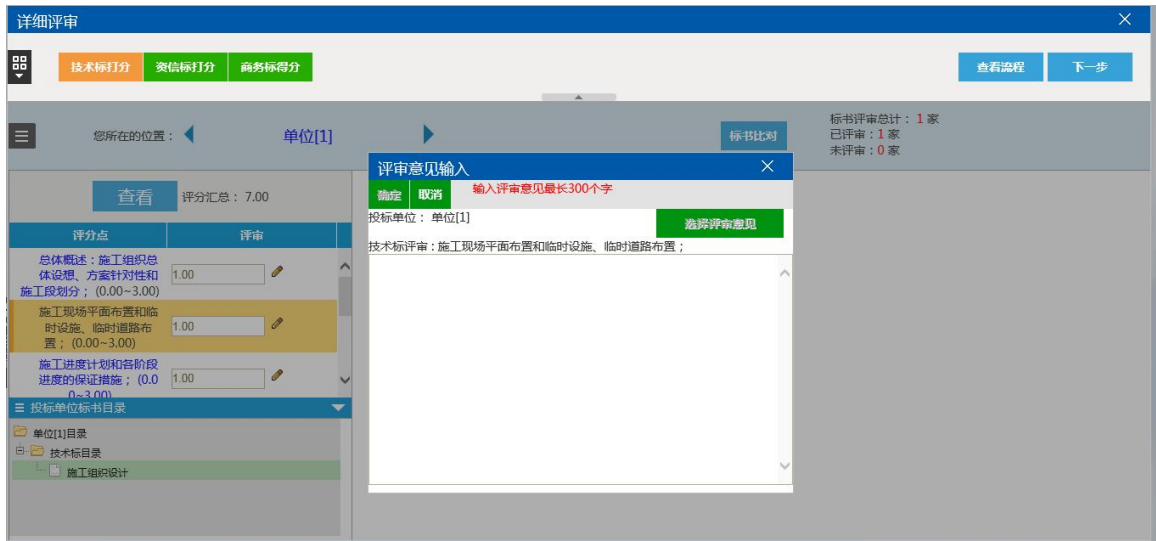 详细评审
技术标打分 资信标打分 商务标得分 查看流程 下一步
您所在的位置： 单位[1] 标书比对
标书评审总计： 1 家
已评审：1 家
未评审：0 家
查看 评分汇总： 7.00
评分点 评审
总体概述：施工组织总
体设想、方案针对性和
施工段划分； (0.00~3.00)
1.00
施工现场平面布置和临
时设施、临时道路布
置； (0.00~3.00)
1.00
施工进度计划和各阶段
进度的保证措施； (0.0
0~3.00)
1.00
投标单位标书目录
单位[1]目录
技术标目录
施工组织设计
评审意见输入
确定 取消 输入评审意见最长300个字
投标单位： 单位[1] 选择评审意见
技术标评审：施工现场平面布置和临时设施、临时道路布置；